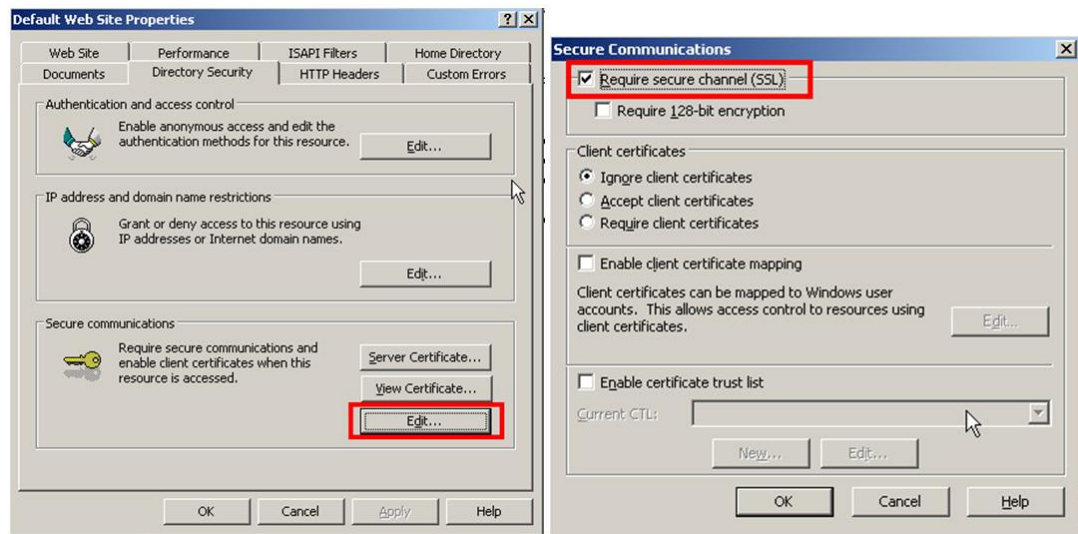 Default Web Site Properties
Web Site
Performance
ISAPI Filters
Home Directory
Documents
Directory Security
HTTP Headers
Custom Errors
Authentication and access control
Enable anonymous access and edit the
authentication methods for this resource.
Edit...
IP address and domain name restrictions
Grant or deny access to this resource using
IP addresses or Internet domain names.
Edit...
Secure communications
Require secure communications and
enable client certificates when this
resource is accessed.
Server Certificate...
View Certificate...
Edit...
OK
Cancel
Apply
Help
Secure Communications
Require secure channel (SSL)
Require 128-bit encryption
Client certificates
Ignore client certificates
Accept client certificates
Require client certificates
Enable client certificate mapping
Client certificates can be mapped to Windows user
accounts. This allows access control to resources using
client certificates.
Edit...
Enable certificate trust list
Current CTL:
New...
Edit...
OK
Cancel
Help